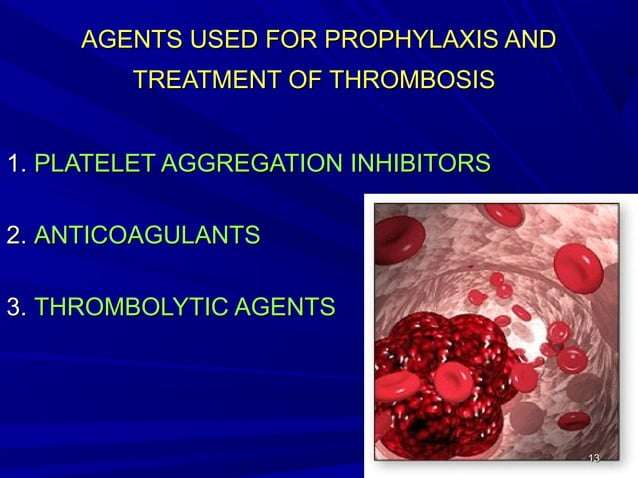 AGENTS USED FOR PROPHYLAXIS AND
TREATMENT OF THROMBOSIS
1. PLATELET AGGREGATION INHIBITORS
2. ANTICOAGULANTS
3. THROMBOLYTIC AGENTS
13